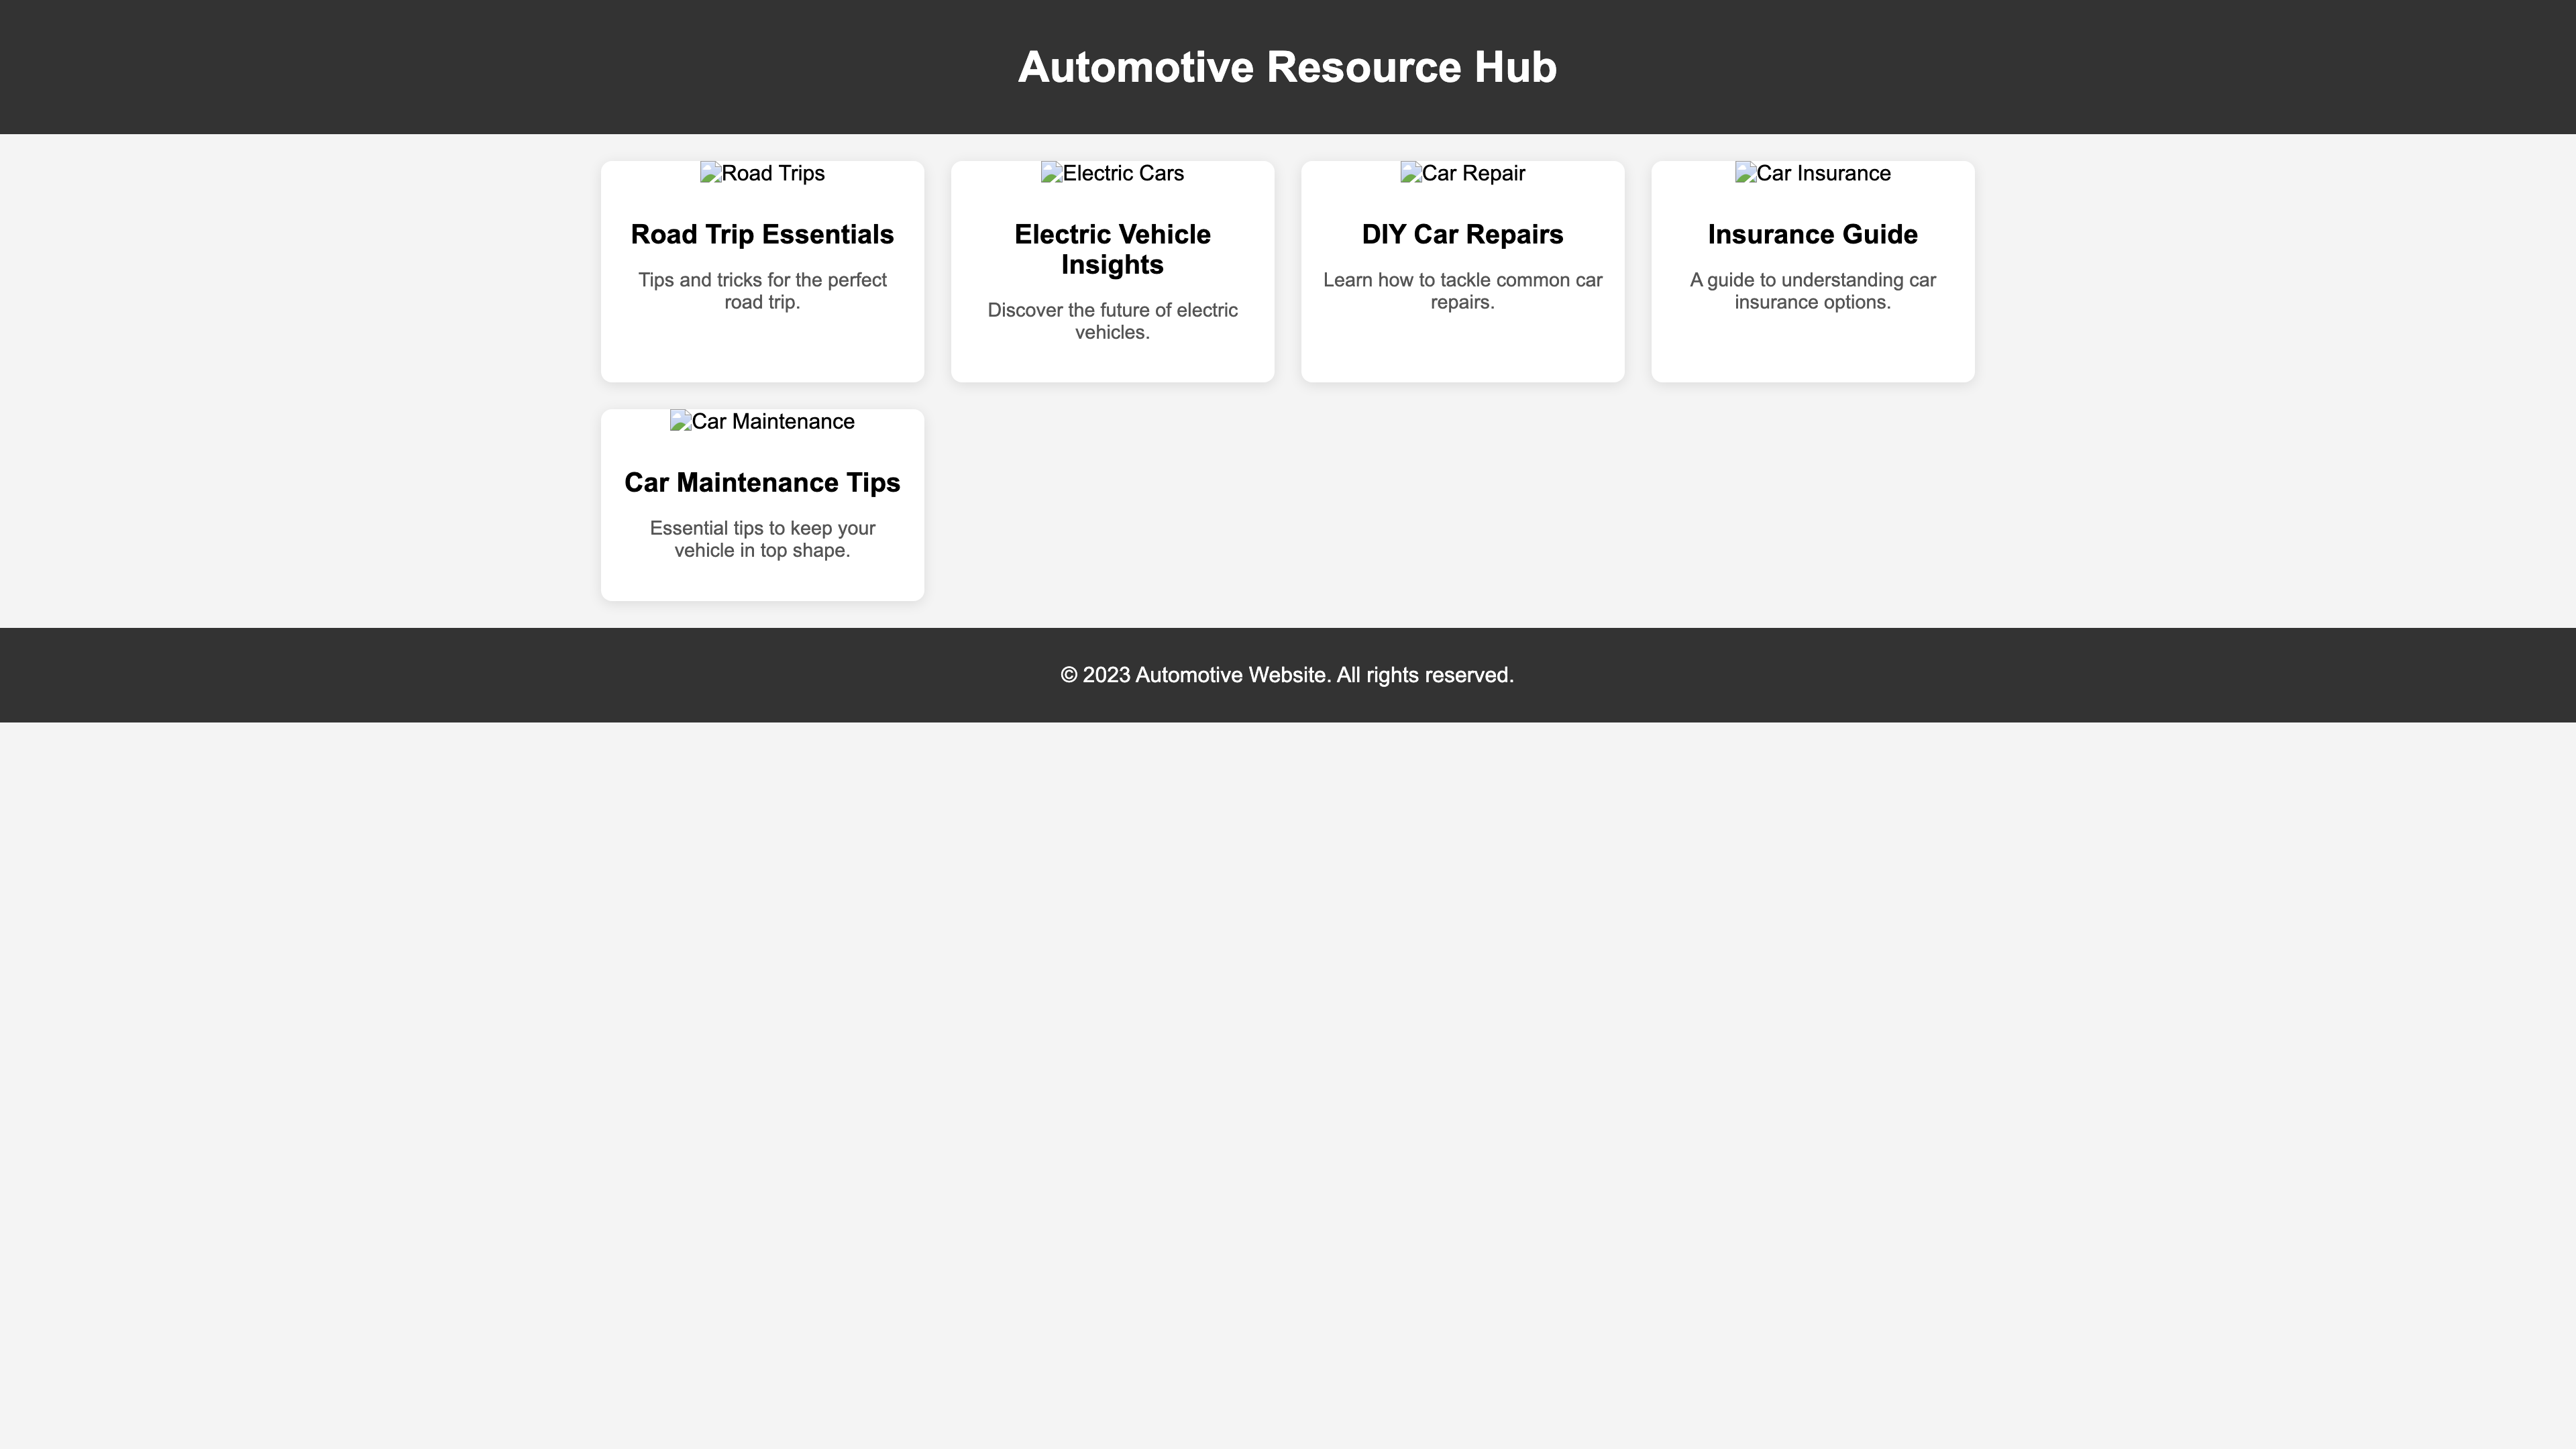 Automotive Resource Hub
Road Trips
Road Trip Essentials
Tips and tricks for the perfect
road trip.
Electric Cars
Electric Vehicle
Insights
Discover the future of electric
vehicles.
Car Repair
DIY Car Repairs
Learn how to tackle common car
repairs.
Car Insurance
Insurance Guide
A guide to understanding car
insurance options.
Car Maintenance
Car Maintenance Tips
Essential tips to keep your
vehicle in top shape.
© 2023 Automotive Website. All rights reserved.